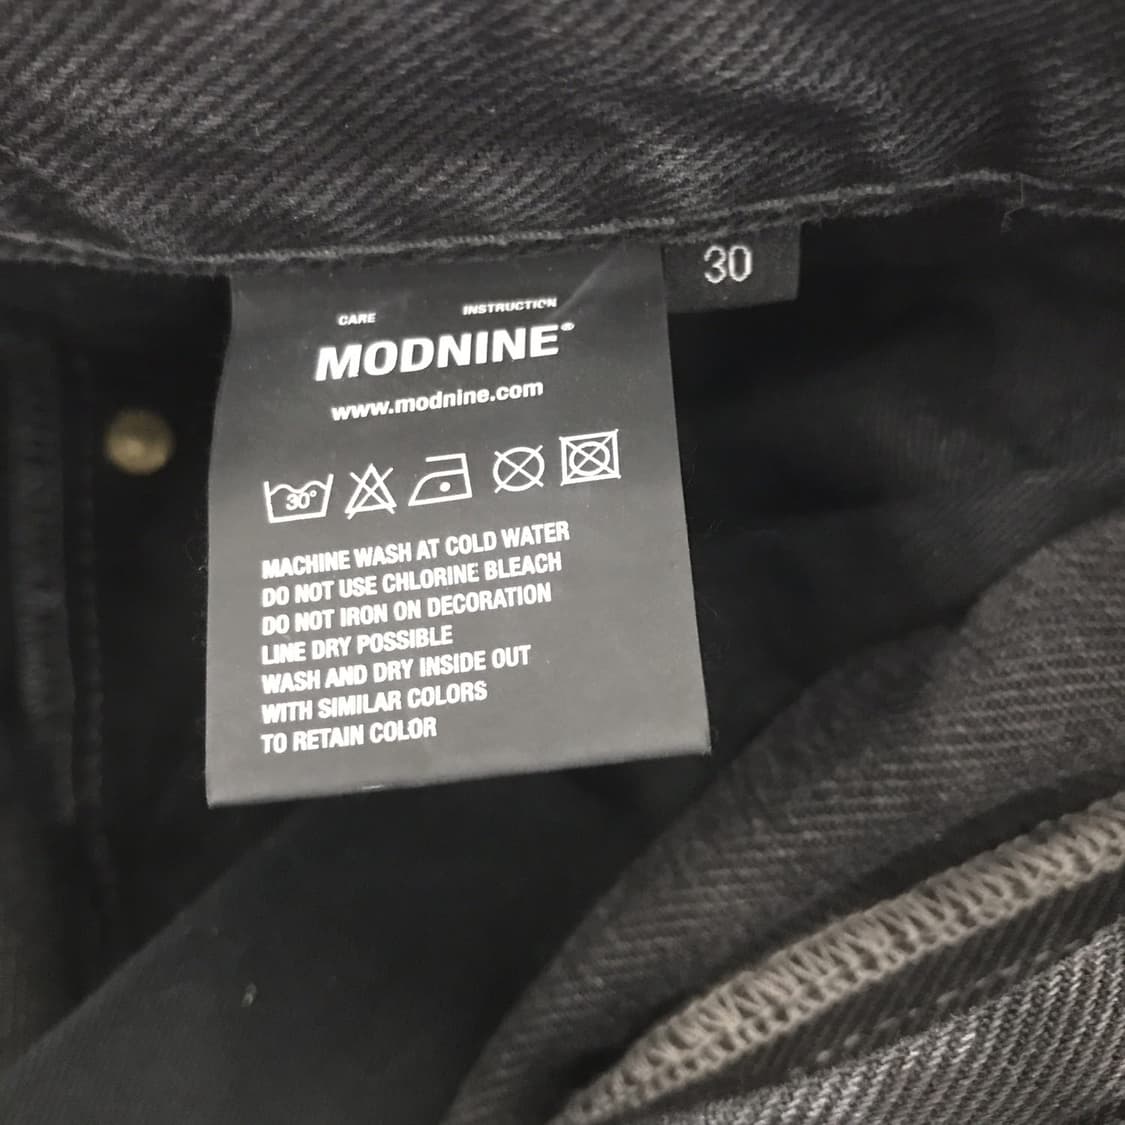 30
CARE INSTRUCTION
MODNINE®
www.modnine.com
30°
MACHINE WASH AT COLD WATER
DO NOT USE CHLORINE BLEACH
DO NOT IRON ON DECORATION
LINE DRY POSSIBLE
WASH AND DRY INSIDE OUT
WITH SIMILAR COLORS
TO RETAIN COLOR